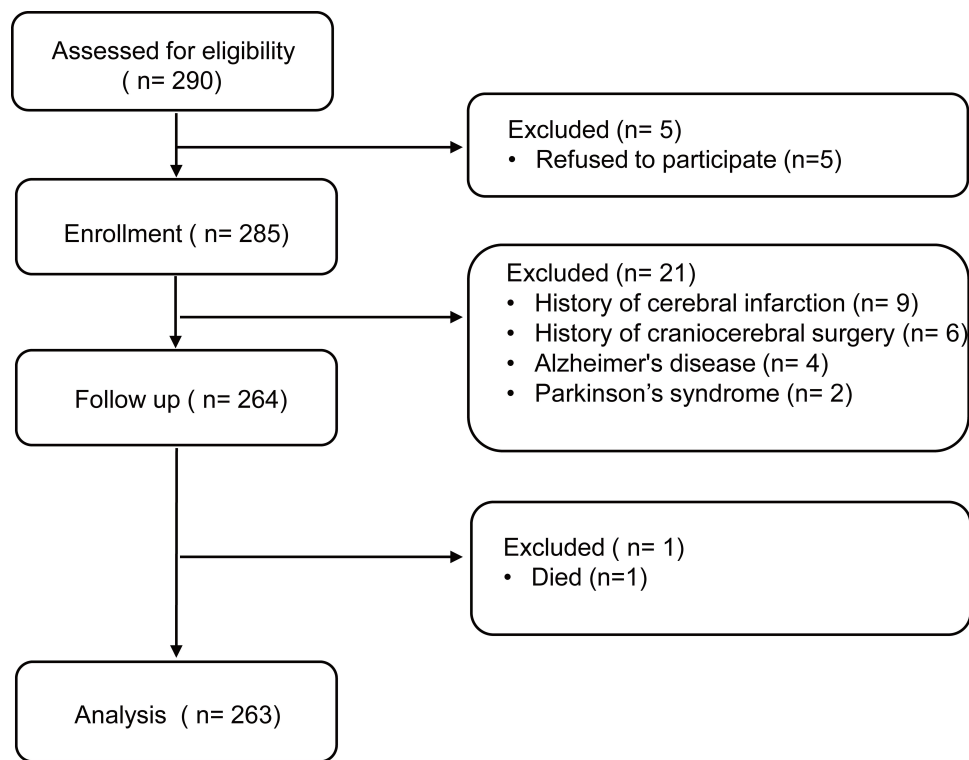 Assessed for eligibility
( n= 290)
Excluded (n= 5)
• Refused to participate (n=5)
Enrollment ( n= 285)
Excluded (n= 21)
• History of cerebral infarction (n= 9)
• History of craniocerebral surgery (n= 6)
• Alzheimer's disease (n= 4)
• Parkinson’s syndrome (n= 2)
Follow up ( n= 264)
Excluded ( n= 1)
• Died (n=1)
Analysis ( n= 263)